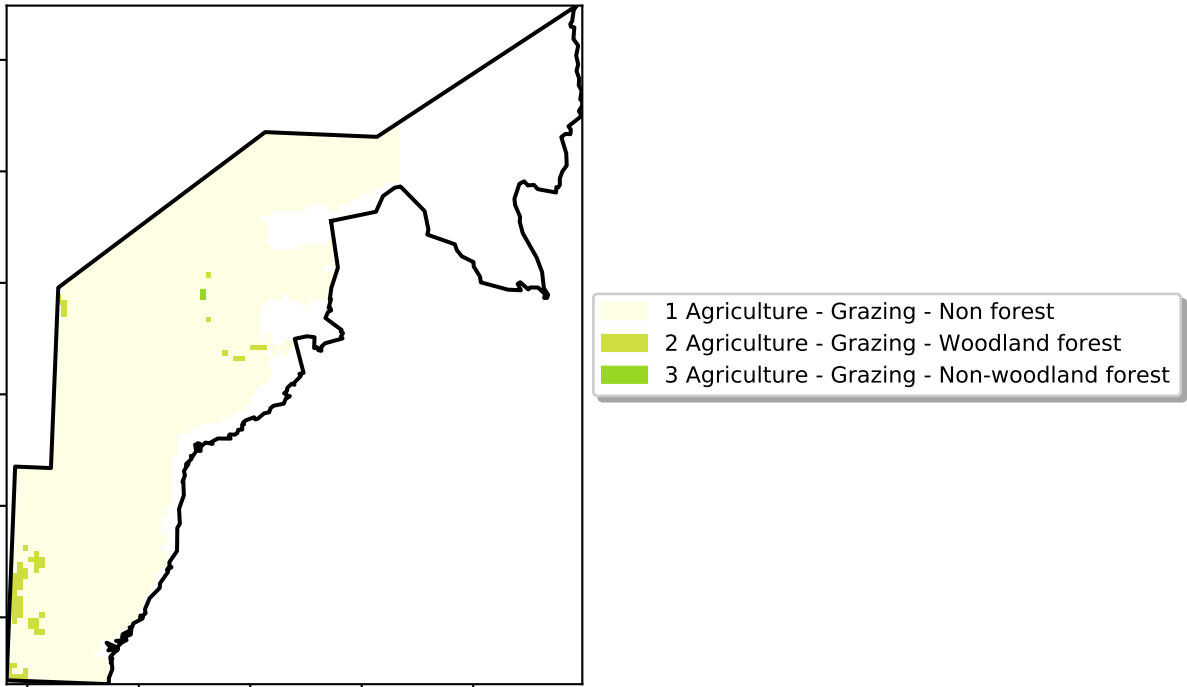 1 Agriculture - Grazing - Non forest
2 Agriculture - Grazing - Woodland forest
3 Agriculture - Grazing - Non-woodland forest